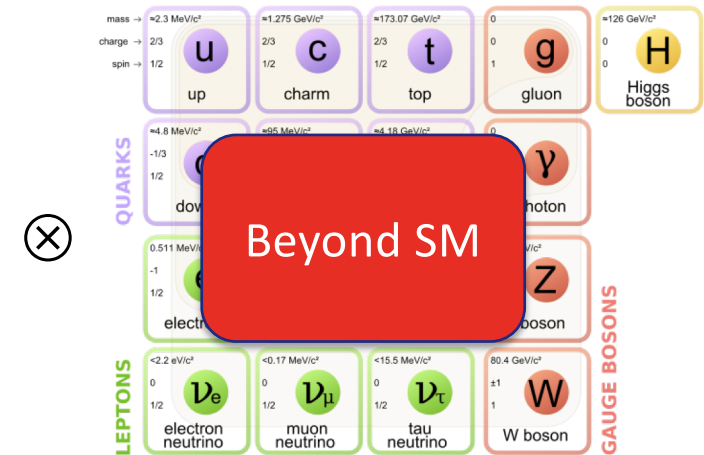 mass → ≈2.3 MeV/c² ≈1.275 GeV/c² ≈173.07 GeV/c² 0 ≈126 GeV/c²
charge → 2/3 2/3 2/3 0 0
spin → 1/2 1/2 1/2 1 0
u c t g H
up charm top gluon Higgs
boson
QUARKS
≈4.8 MeV/c² ≈95 MeV/c² ≈4.18 GeV/c² 0
-1/3
1/2
γ
Beyond SM
0.511
-1
1/2
Z
boson
GAUGE BOSONS
LEPTONS
<2.2 eV/c² <0.17 MeV/c² <15.5 MeV/c² 80.4 GeV/c²
0 0 0 ±1
1/2 1/2 1/2 1
νe νμ ντ W
electron muon tau W boson
neutrino neutrino neutrino